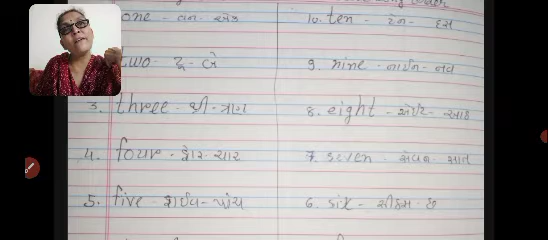 one - વન - એક
two - ટૂ - બે
3. three - થ્રી - ત્રણ
4. four - ફોર - ચાર
5. five - ફાઈવ - પાંચ
10. ten - ટેન - દસ
9. nine - નાઈન - નવ
8. eight - એઈટ - આઠ
7. seven - સેવન - સાત
6. six - સીક્સ - છ